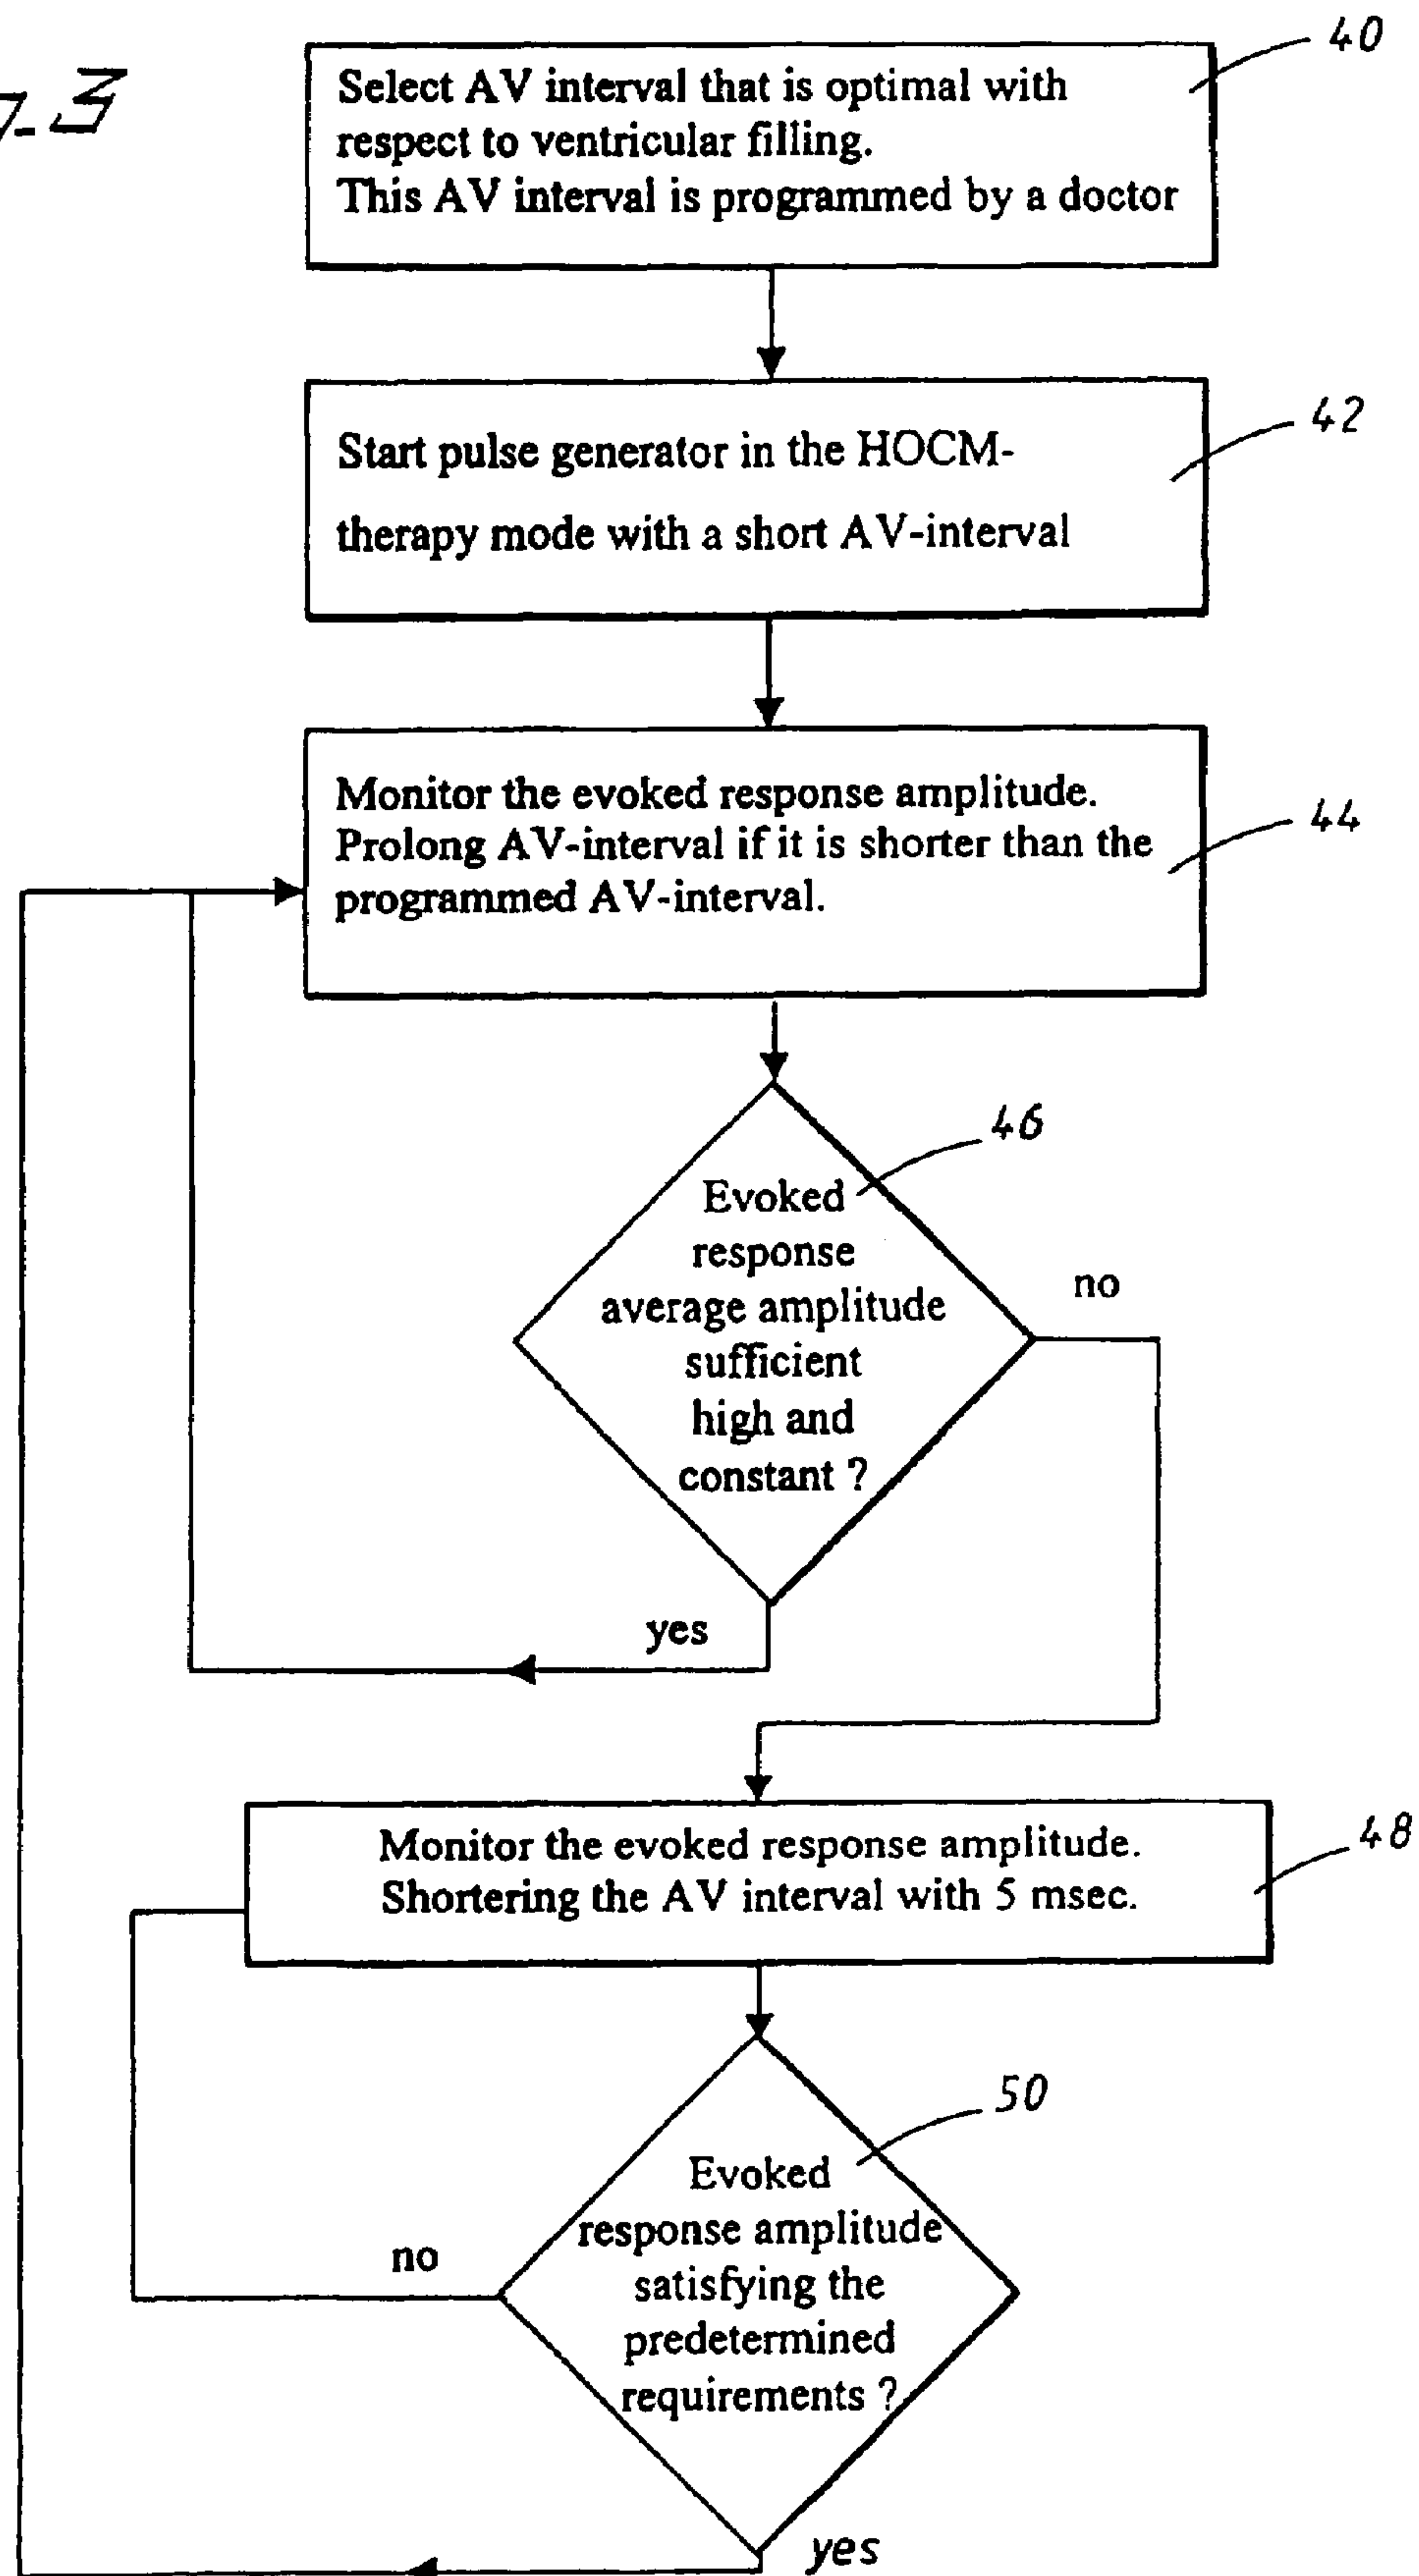 40
Select AV interval that is optimal with
respect to ventricular filling.
This AV interval is programmed by a doctor
42
Start pulse generator in the HOCM-
therapy mode with a short AV-interval
44
Monitor the evoked response amplitude.
Prolong AV-interval if it is shorter than the
programmed AV-interval.
46
Evoked
response
average amplitude
sufficient
high and
constant ?
no
yes
48
Monitor the evoked response amplitude.
Shortering the AV interval with 5 msec.
50
Evoked
response amplitude
satisfying the
predetermined
requirements ?
no
yes